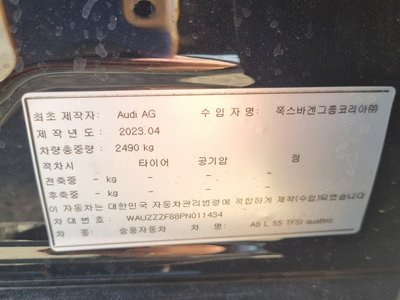 최초 제작자: Audi AG 수 입 자 명: 폭스바겐그룹코리아㈜
제 작 년 도 : 2023.04
차량총중량 : 2490 kg
적차시 타이어 공기압 형
전축중 - kg
후축중 - kg
이 자동차는 대한민국 자동차관리법령에 적합하게 제작(수입)되었다.
차 대 번 호 : WAUZZZF88PN011434
차 종: 승용자동차 차 명: A8 L 55 TFSI quattro